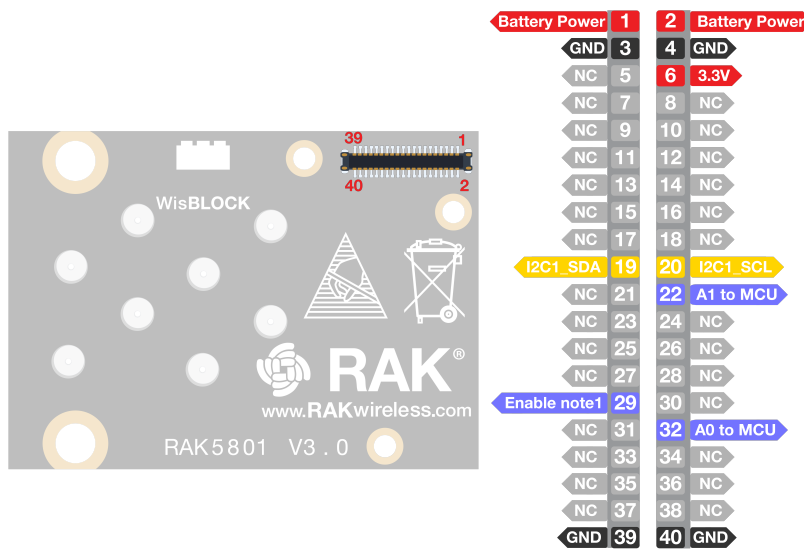 Battery Power 1 2 Battery Power
GND 3 4 GND
NC 5 6 3.3V
NC 7 8 NC
NC 9 10 NC
NC 11 12 NC
NC 13 14 NC
NC 15 16 NC
NC 17 18 NC
I2C1_SDA 19 20 I2C1_SCL
NC 21 22 A1 to MCU
NC 23 24 NC
NC 25 26 NC
NC 27 28 NC
Enable note1 29 30 NC
NC 31 32 A0 to MCU
NC 33 34 NC
NC 35 36 NC
NC 37 38 NC
GND 39 40 GND
39 1
40 2
WisBLOCK
RAK®
www.RAKwireless.com
RAK5801 V3.0